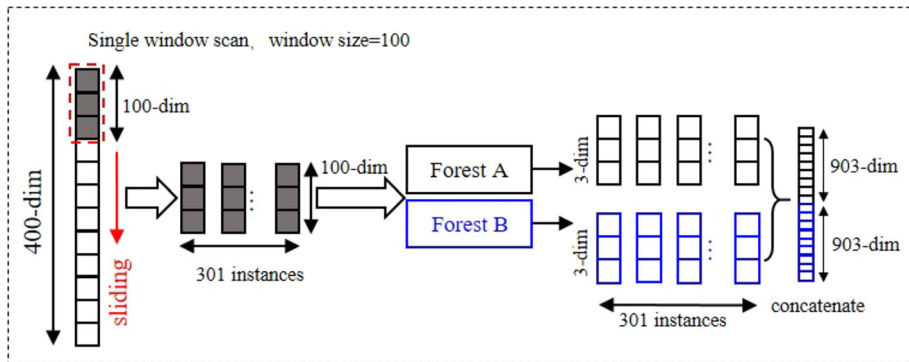 Single window scan, window size=100
400-dim
100-dim
sliding
100-dim
301 instances
Forest A
Forest B
3-dim
3-dim
301 instances
903-dim
903-dim
concatenate